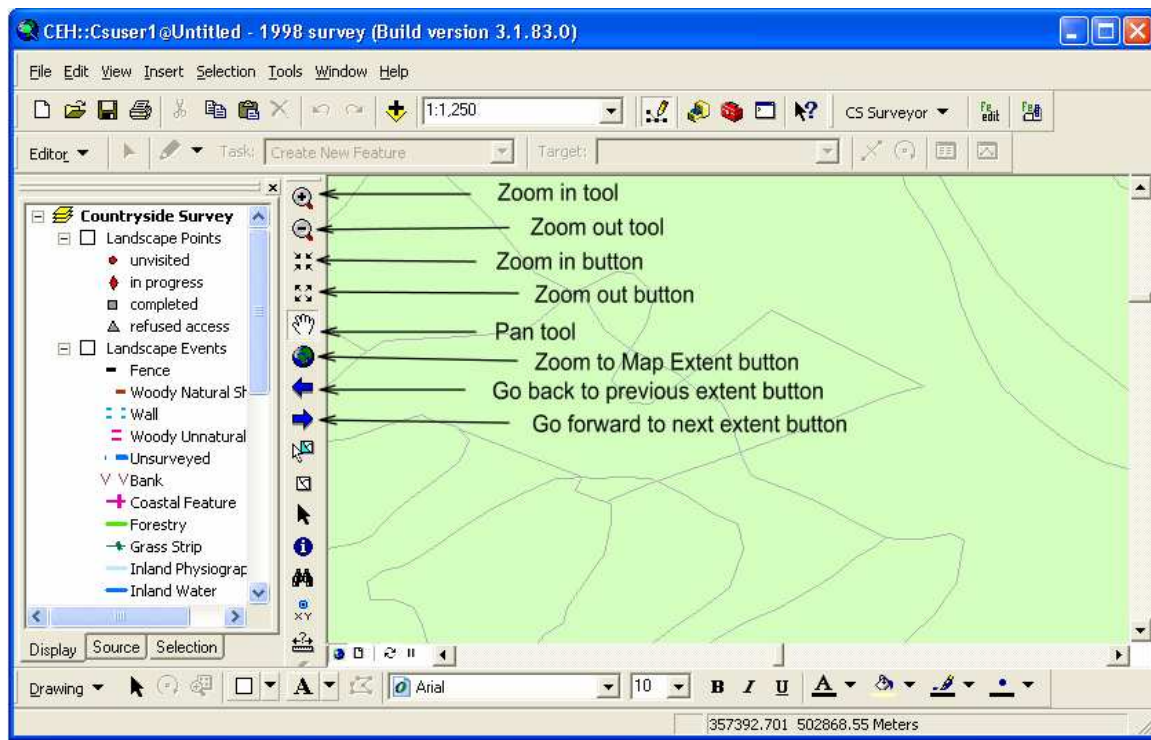 CEH::Csuser1@Untitled - 1998 survey (Build version 3.1.83.0)
File Edit View Insert Selection Tools Window Help
1:1,250 CS Surveyor Fe edit Fe
Editor Task: Create New Feature Target:
Countryside Survey
Landscape Points
unvisited
in progress
completed
refused access
Landscape Events
Fence
Woody Natural Sh
Wall
Woody Unnatural
Unsurveyed
Bank
Coastal Feature
Forestry
Grass Strip
Inland Physiograp
Inland Water
Display Source Selection
XY
Zoom in tool
Zoom out tool
Zoom in button
Zoom out button
Pan tool
Zoom to Map Extent button
Go back to previous extent button
Go forward to next extent button
Drawing A Arial 10 B I U A
357392.701 502868.55 Meters